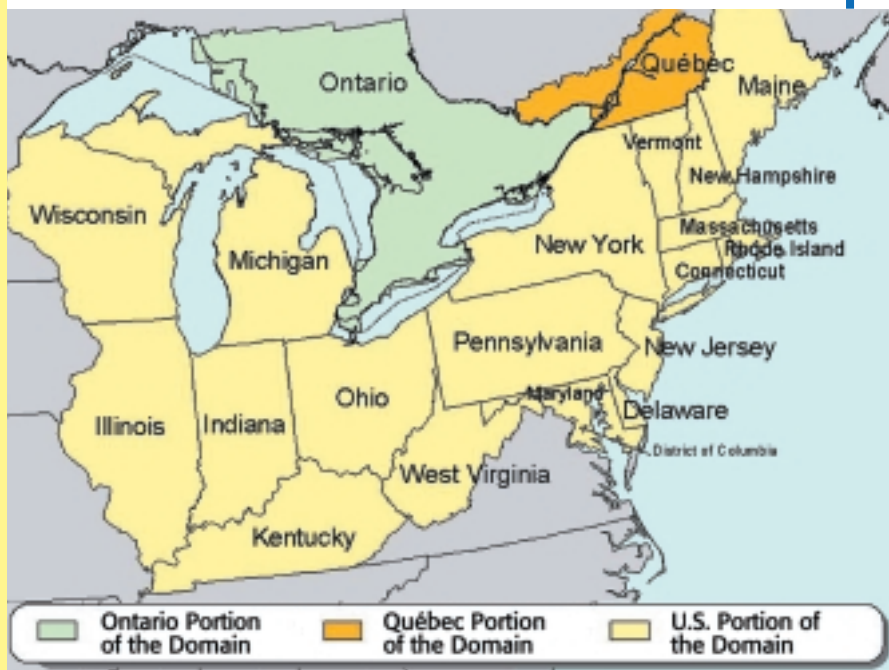 Québec
Ontario
Maine
Vermont
New Hampshire
Wisconsin
Massachusetts
Rhode Island
New York
Michigan
Connecticut
Pennsylvania
New Jersey
Maryland
Ohio
Delaware
Illinois
Indiana
District of Columbia
West Virginia
Kentucky
Ontario Portion
of the Domain
Québec Portion
of the Domain
U.S. Portion of
the Domain